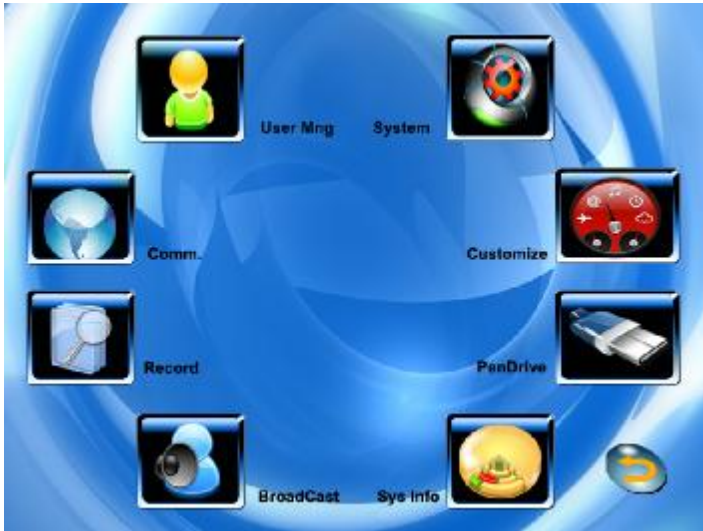 User Mng System
Comm. Customize
Record PenDrive
BroadCast Sys Info